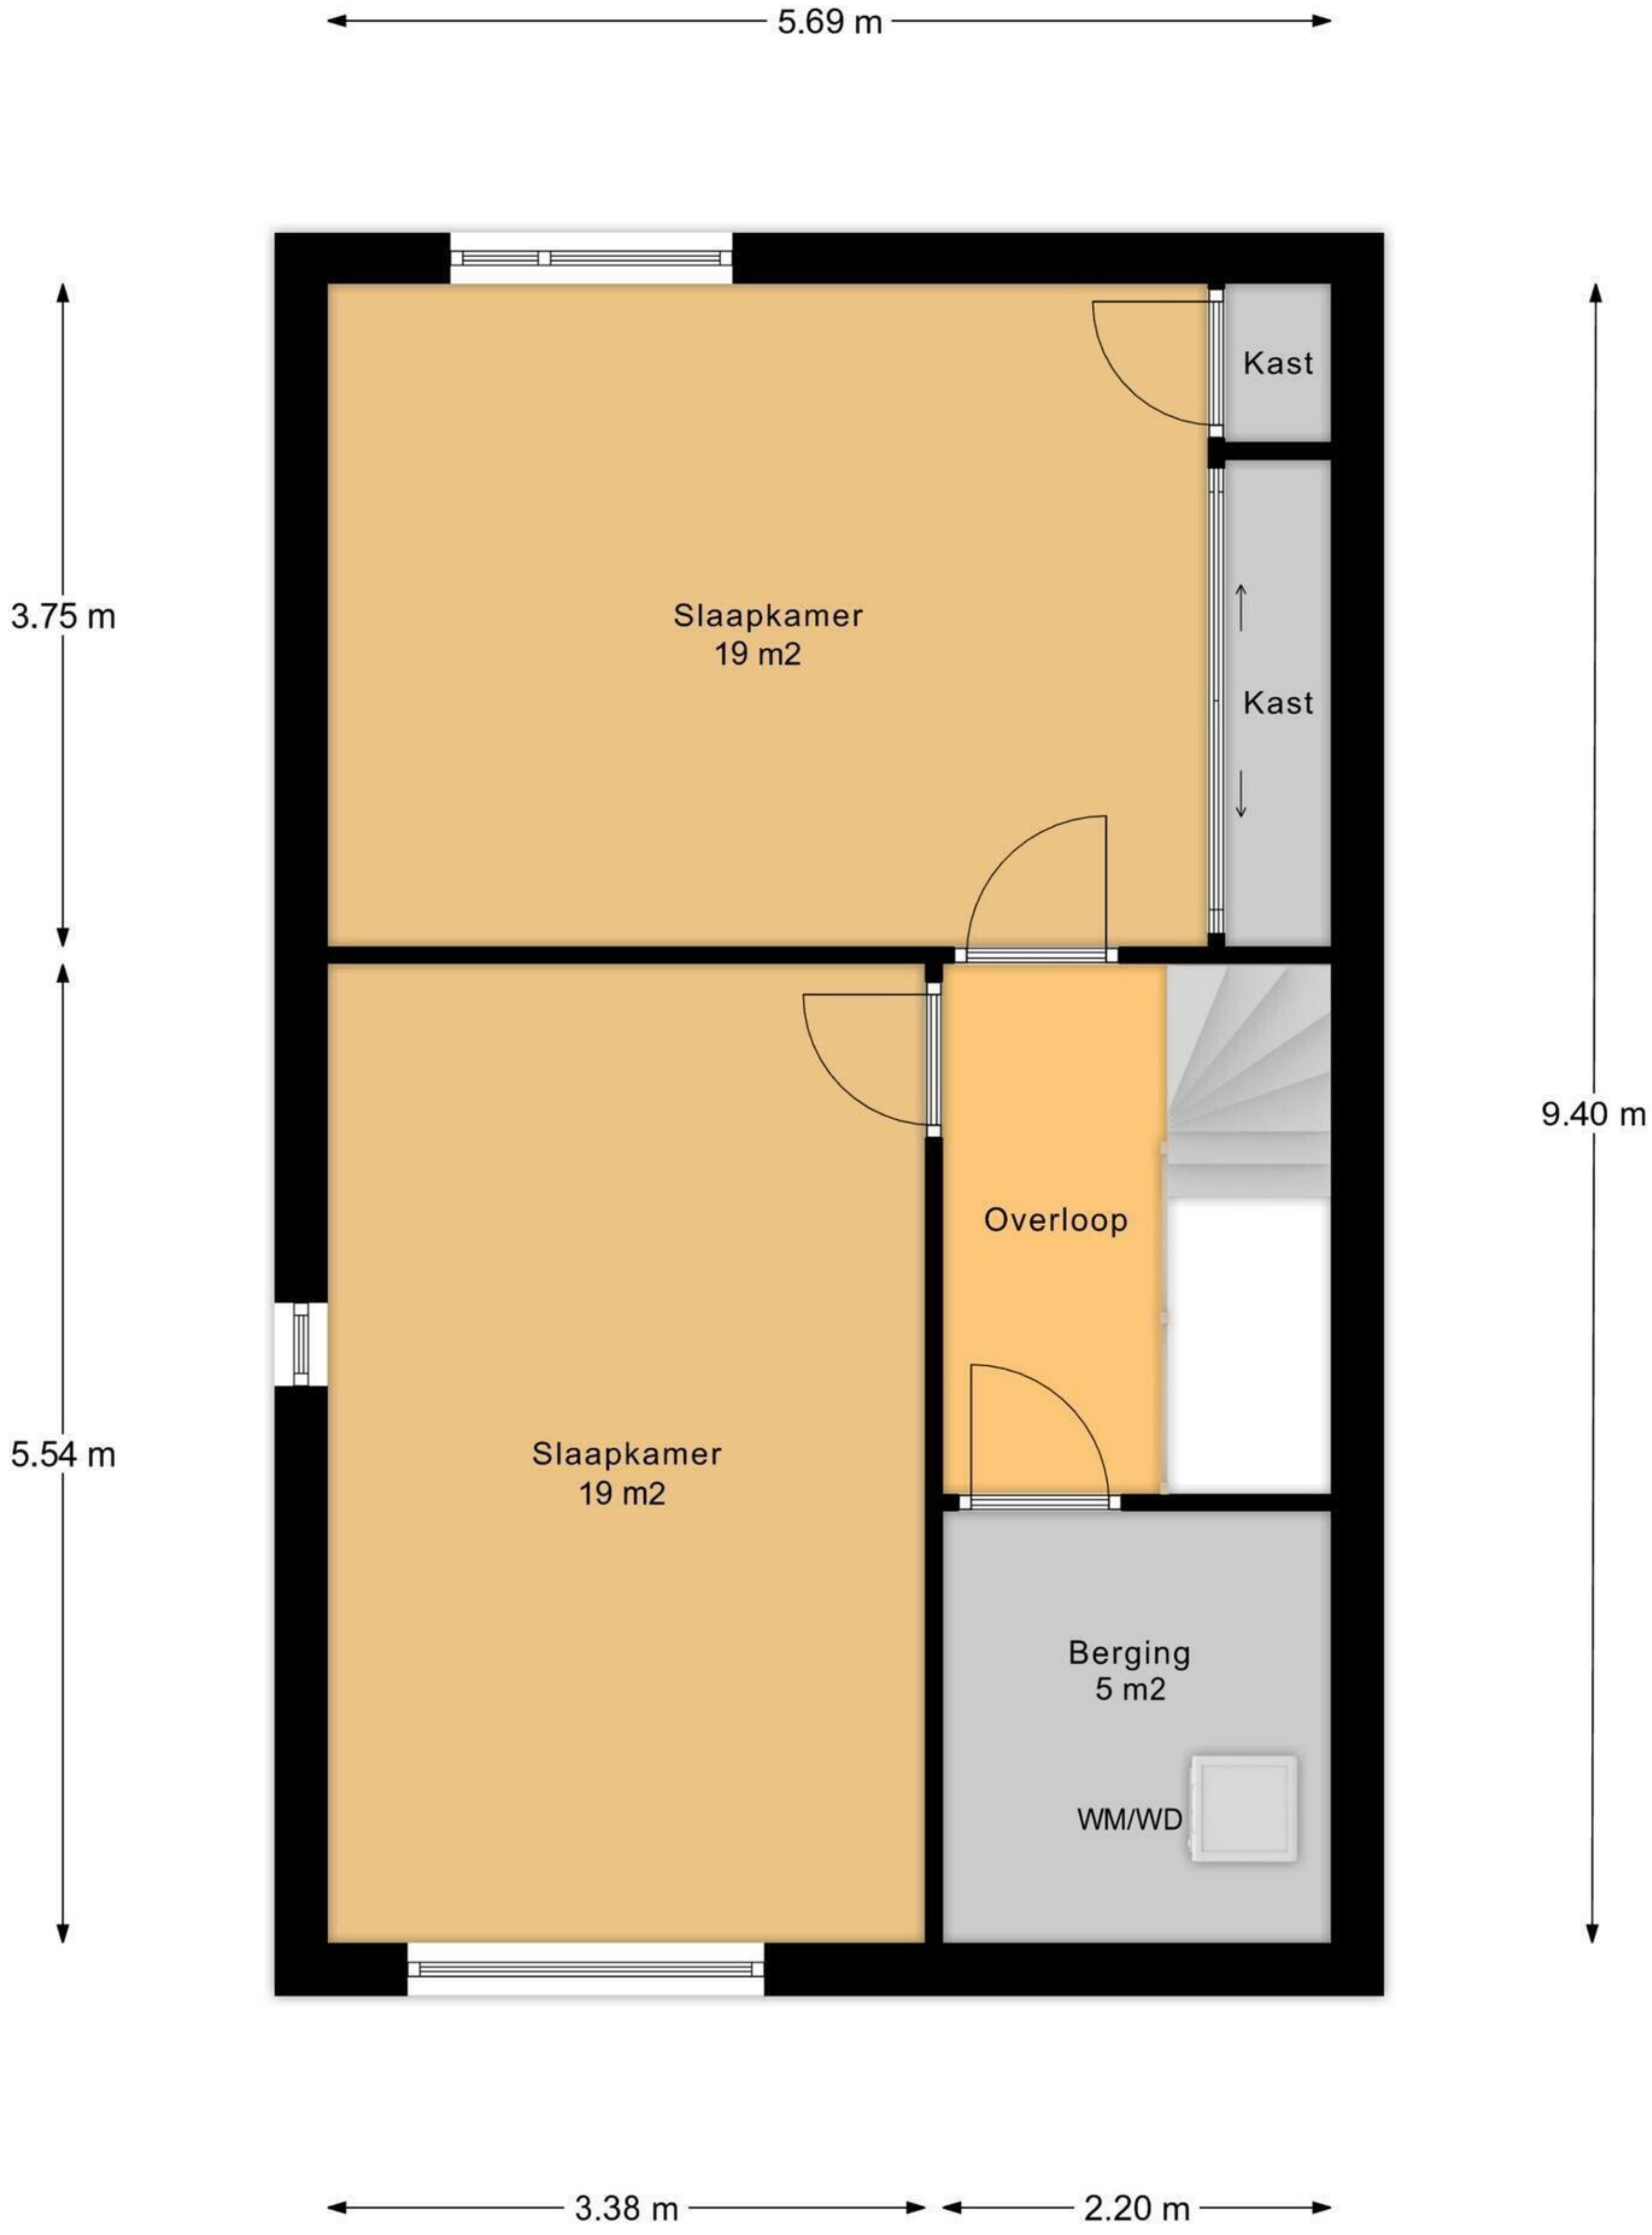 5.69 m
Kast
3.75 m
Slaapkamer
19 m2
Kast
9.40 m
Overloop
5.54 m
Slaapkamer
19 m2
Berging
5 m2
WM/WD
3.38 m
2.20 m